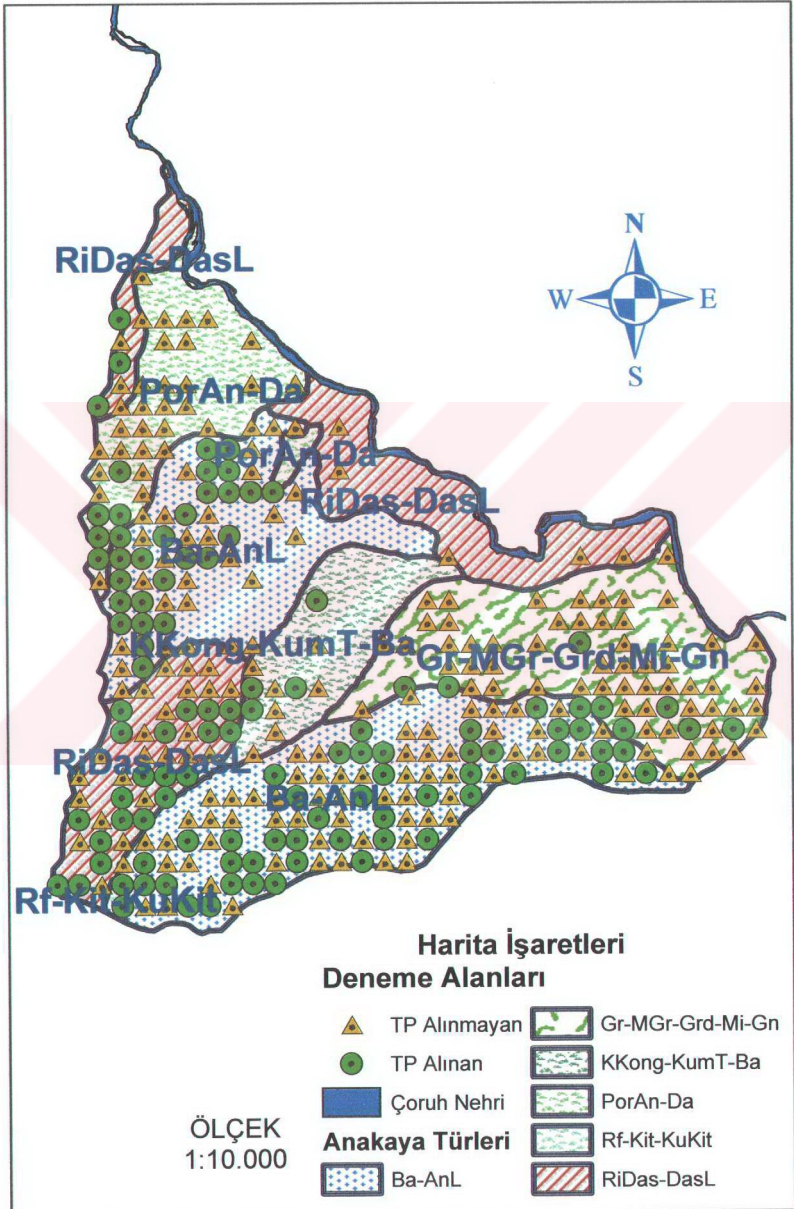 N
W E
S
RiDas-DasL
PorAn-Da
PorAn-Da
RiDas-DasL
Ba-AnL
KKong-KumT-Ba
Gr-MGr-Grd-Mi-Gn
RiDas-DasL
Ba-AnL
Rf-Kit-KuKit
Harita İşaretleri
Deneme Alanları
TP Alınmayan
TP Alınan
Çoruh Nehri
Anakaya Türleri
Ba-AnL
Gr-MGr-Grd-Mi-Gn
KKong-KumT-Ba
PorAn-Da
Rf-Kit-KuKit
RiDas-DasL
ÖLÇEK
1:10.000